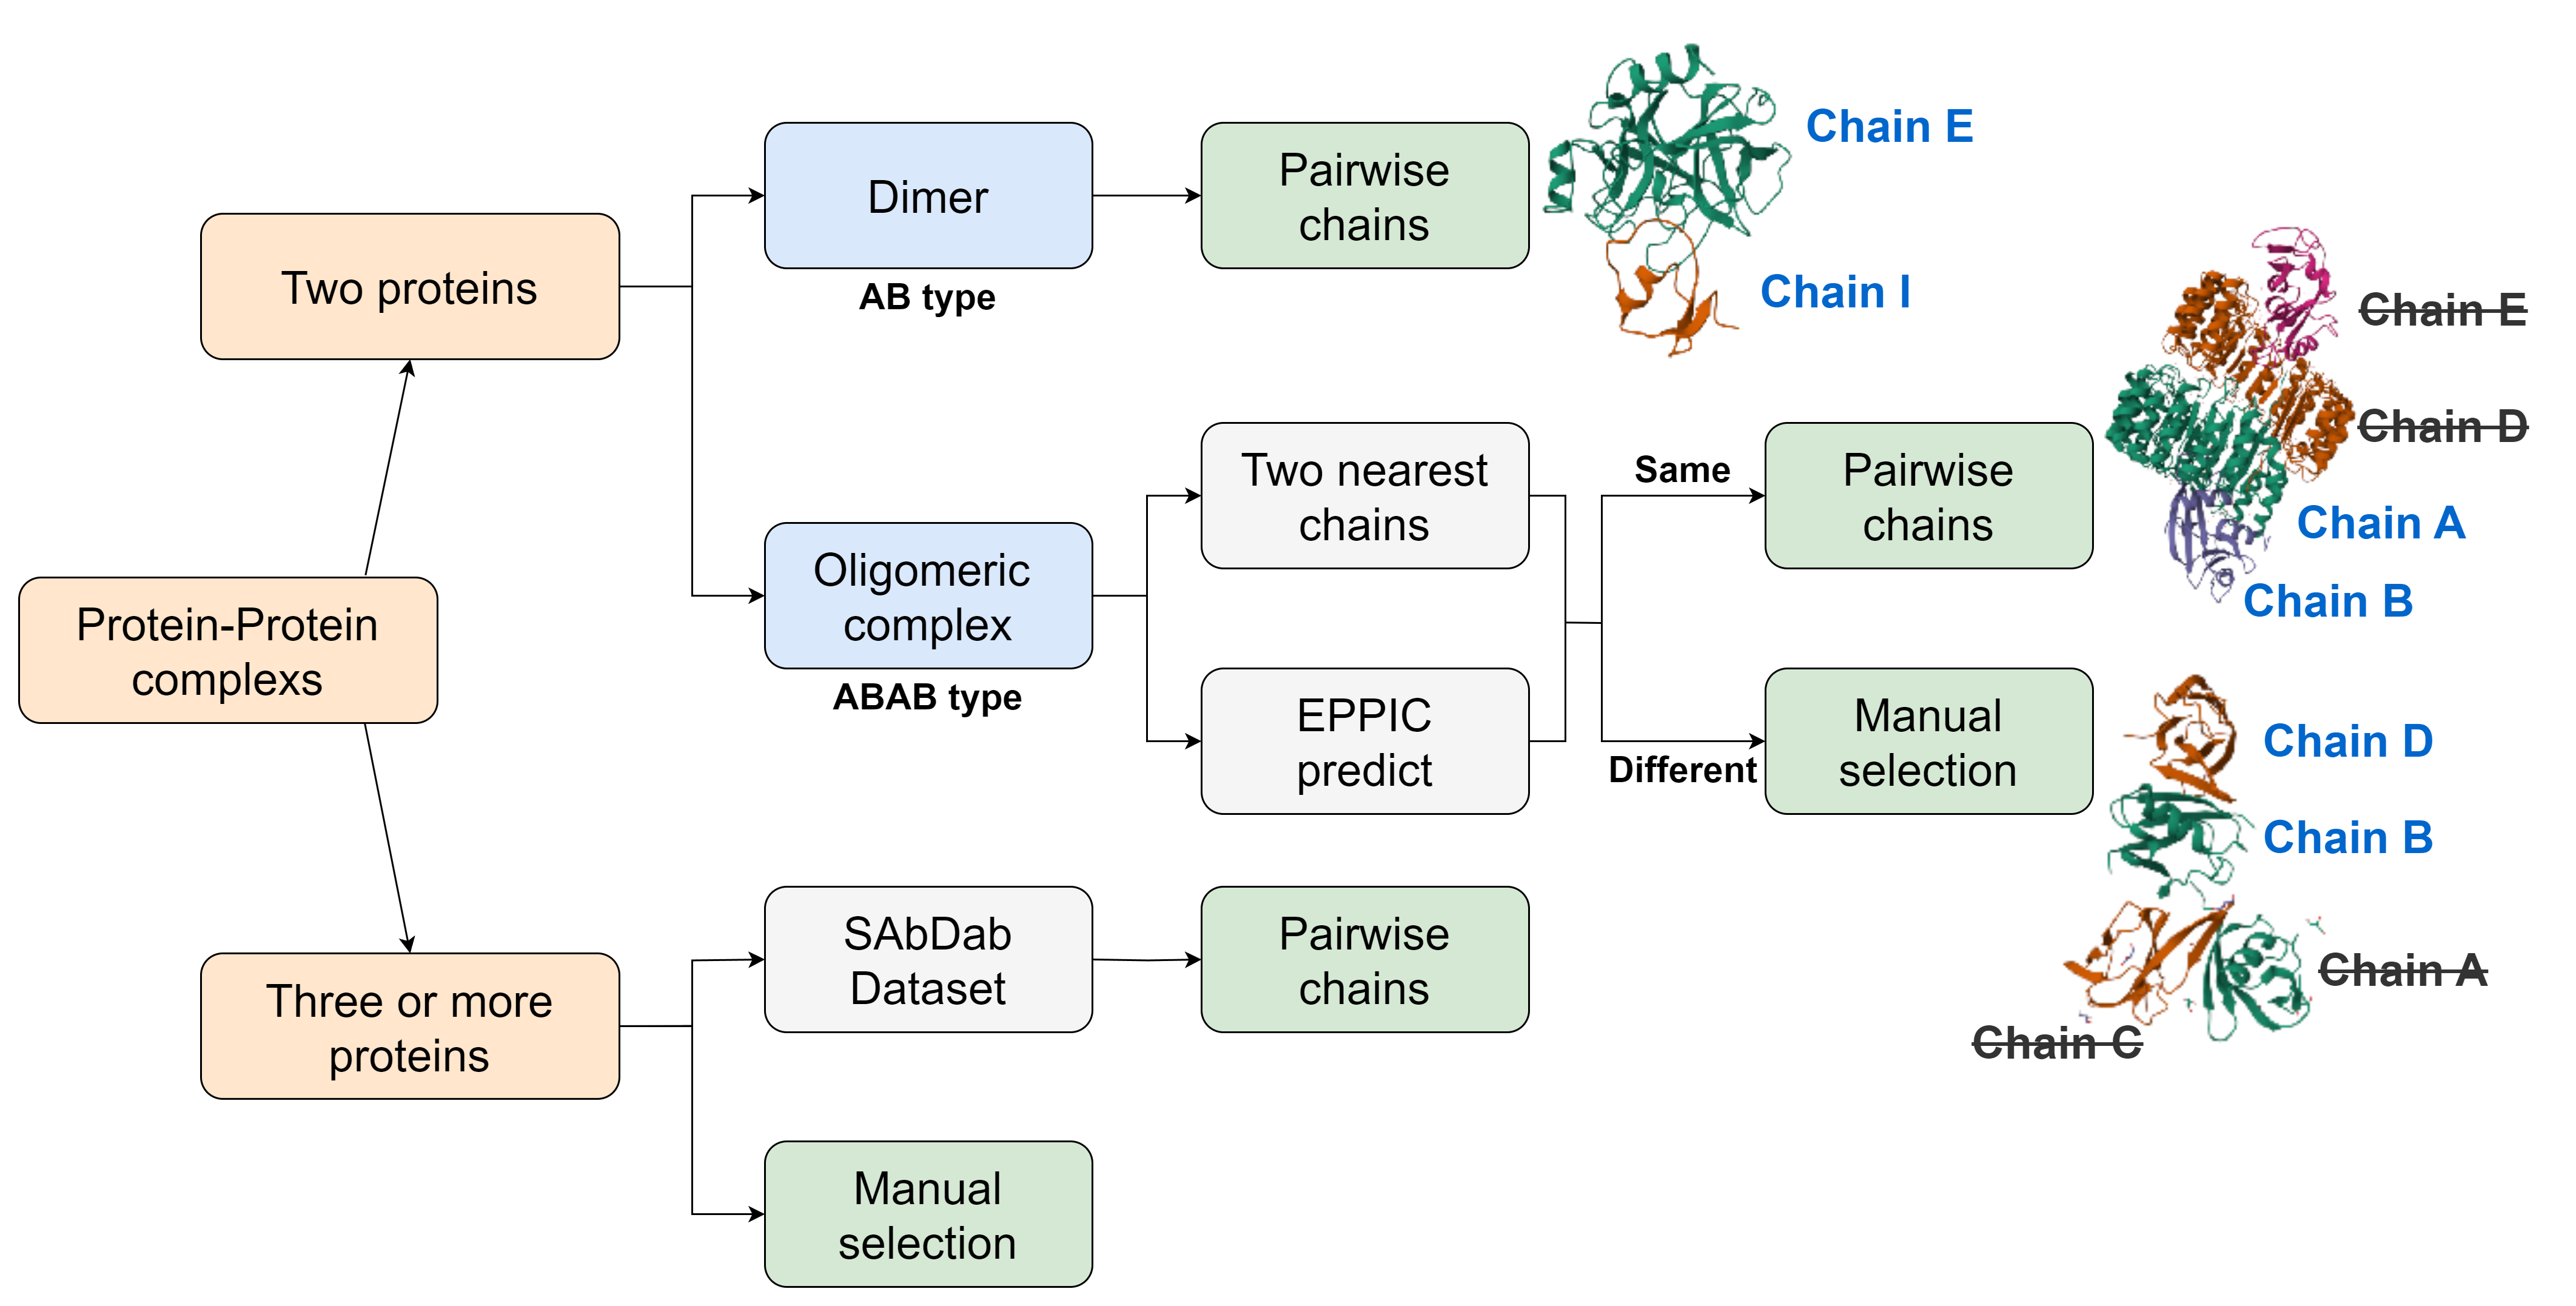 Protein-Protein
complexs
Two proteins
Three or more
proteins
Dimer
AB type
Oligomeric
complex
ABAB type
SAbDab
Dataset
Manual
selection
Pairwise
chains
Two nearest
chains
EPPIC
predict
Pairwise
chains
Same
Different
Pairwise
chains
Manual
selection
Chain E
Chain I
Chain E
Chain D
Chain A
Chain B
Chain D
Chain B
Chain A
Chain C